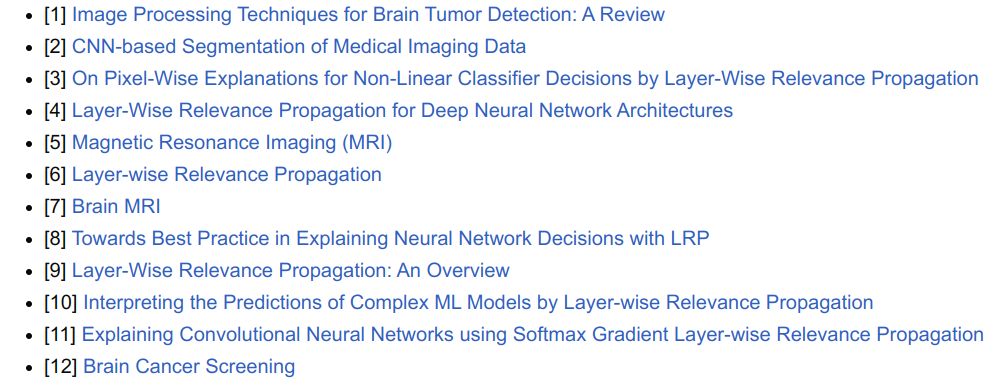 • [1] Image Processing Techniques for Brain Tumor Detection: A Review
• [2] CNN-based Segmentation of Medical Imaging Data
• [3] On Pixel-Wise Explanations for Non-Linear Classifier Decisions by Layer-Wise Relevance Propagation
• [4] Layer-Wise Relevance Propagation for Deep Neural Network Architectures
• [5] Magnetic Resonance Imaging (MRI)
• [6] Layer-wise Relevance Propagation
• [7] Brain MRI
• [8] Towards Best Practice in Explaining Neural Network Decisions with LRP
• [9] Layer-Wise Relevance Propagation: An Overview
• [10] Interpreting the Predictions of Complex ML Models by Layer-wise Relevance Propagation
• [11] Explaining Convolutional Neural Networks using Softmax Gradient Layer-wise Relevance Propagation
• [12] Brain Cancer Screening